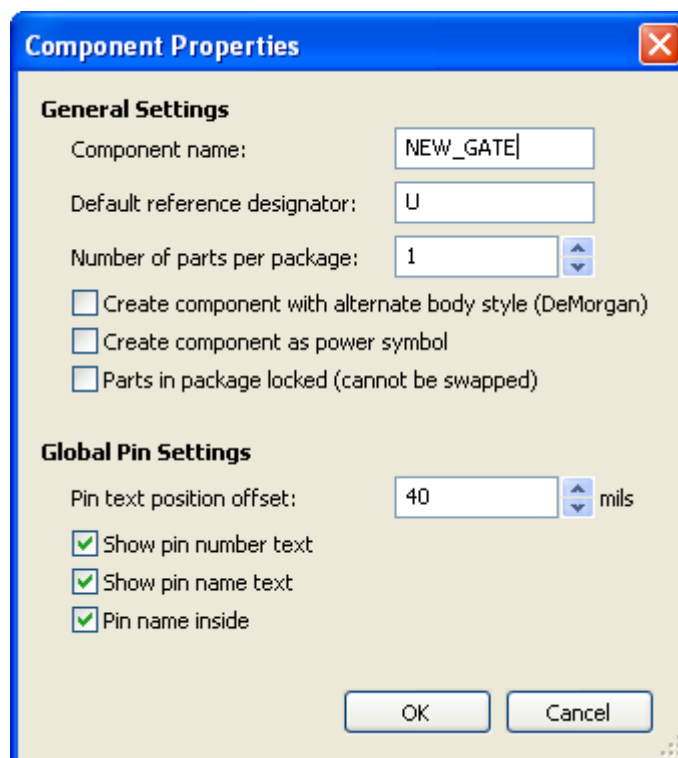 Component Properties
General Settings
Component name: NEW_GATE
Default reference designator: U
Number of parts per package: 1
Create component with alternate body style (DeMorgan)
Create component as power symbol
Parts in package locked (cannot be swapped)
Global Pin Settings
Pin text position offset: 40 mils
Show pin number text
Show pin name text
Pin name inside
OK Cancel